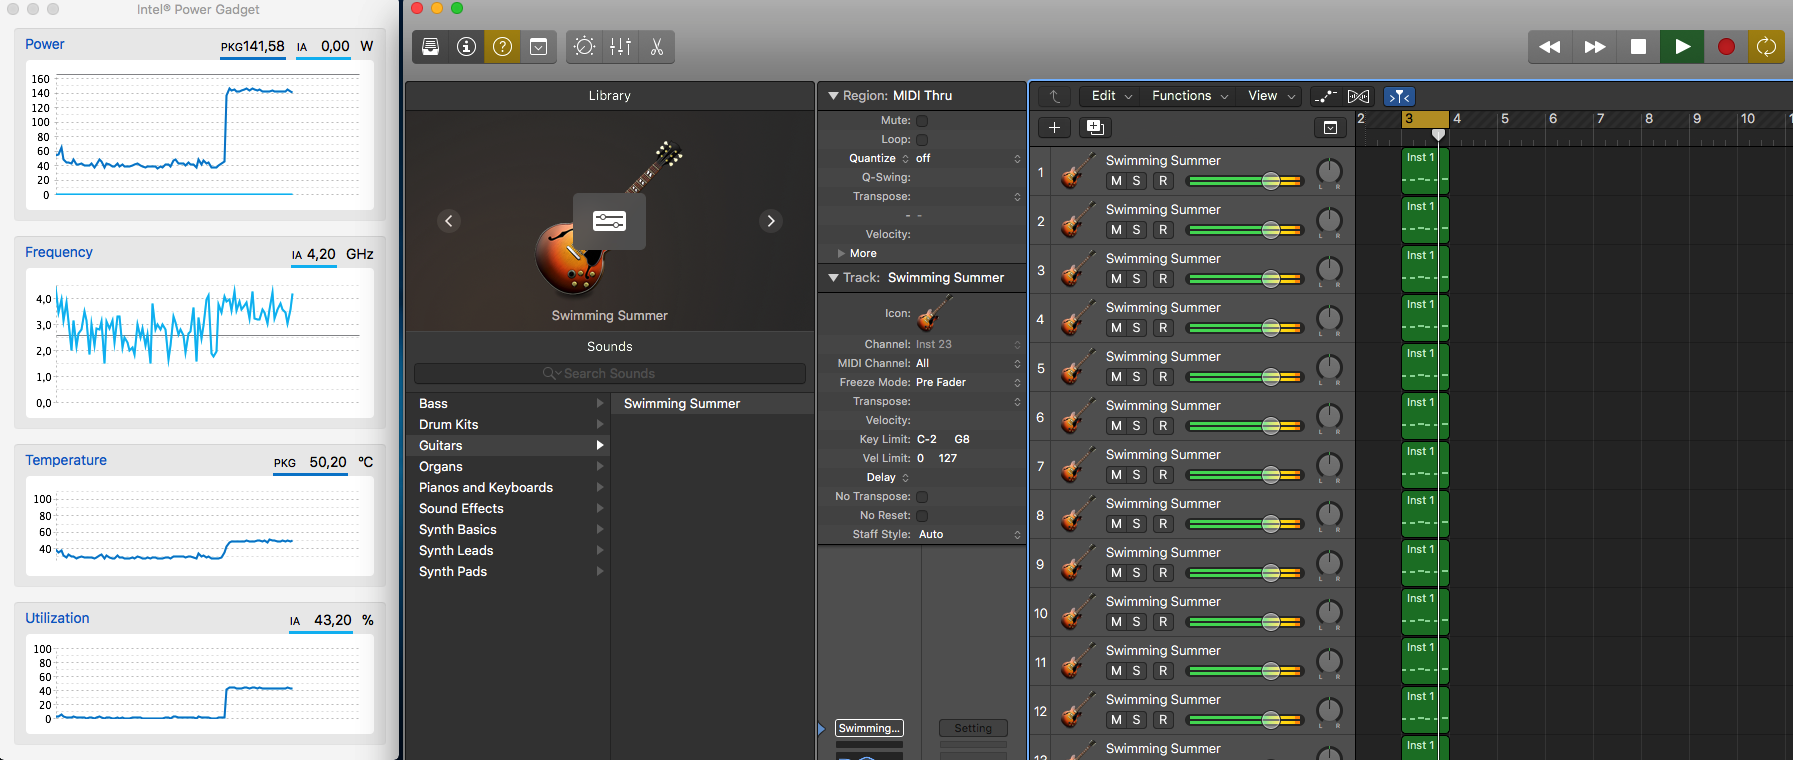 Intel® Power Gadget
Power
PKG141,58 IA 0,00 W
160
140
120
100
80
60
40
20
0
Frequency
IA 4,20 GHz
4,0
3,0
2,0
1,0
0,0
Temperature
PKG 50,20 ºC
100
80
60
40
Utilization
IA 43,20 %
100
80
60
40
20
0
Library
Swimming Summer
Sounds
Search Sounds
Bass
Drum Kits
Guitars
Organs
Pianos and Keyboards
Sound Effects
Synth Basics
Synth Leads
Synth Pads
Swimming Summer
Region: MIDI Thru
Mute:
Loop:
Quantize off
Q-Swing:
Transpose:
- -
Velocity:
More
Track: Swimming Summer
Icon:
Channel: Inst 23
MIDI Channel: All
Freeze Mode: Pre Fader
Transpose:
Velocity:
Key Limit: C-2 G8
Vel Limit: 0 127
Delay
No Transpose:
No Reset:
Staff Style: Auto
Swimming...
Setting
Edit Functions View
2 3 4 5 6 7 8 9 10
1 Swimming Summer
M S R
L R
Inst 1
2 Swimming Summer
M S R
L R
Inst 1
3 Swimming Summer
M S R
L R
Inst 1
4 Swimming Summer
M S R
L R
Inst 1
5 Swimming Summer
M S R
L R
Inst 1
6 Swimming Summer
M S R
L R
Inst 1
7 Swimming Summer
M S R
L R
Inst 1
8 Swimming Summer
M S R
L R
Inst 1
9 Swimming Summer
M S R
L R
Inst 1
10 Swimming Summer
M S R
L R
Inst 1
11 Swimming Summer
M S R
L R
Inst 1
12 Swimming Summer
M S R
L R
Inst 1
Swimming Summer
Inst 1